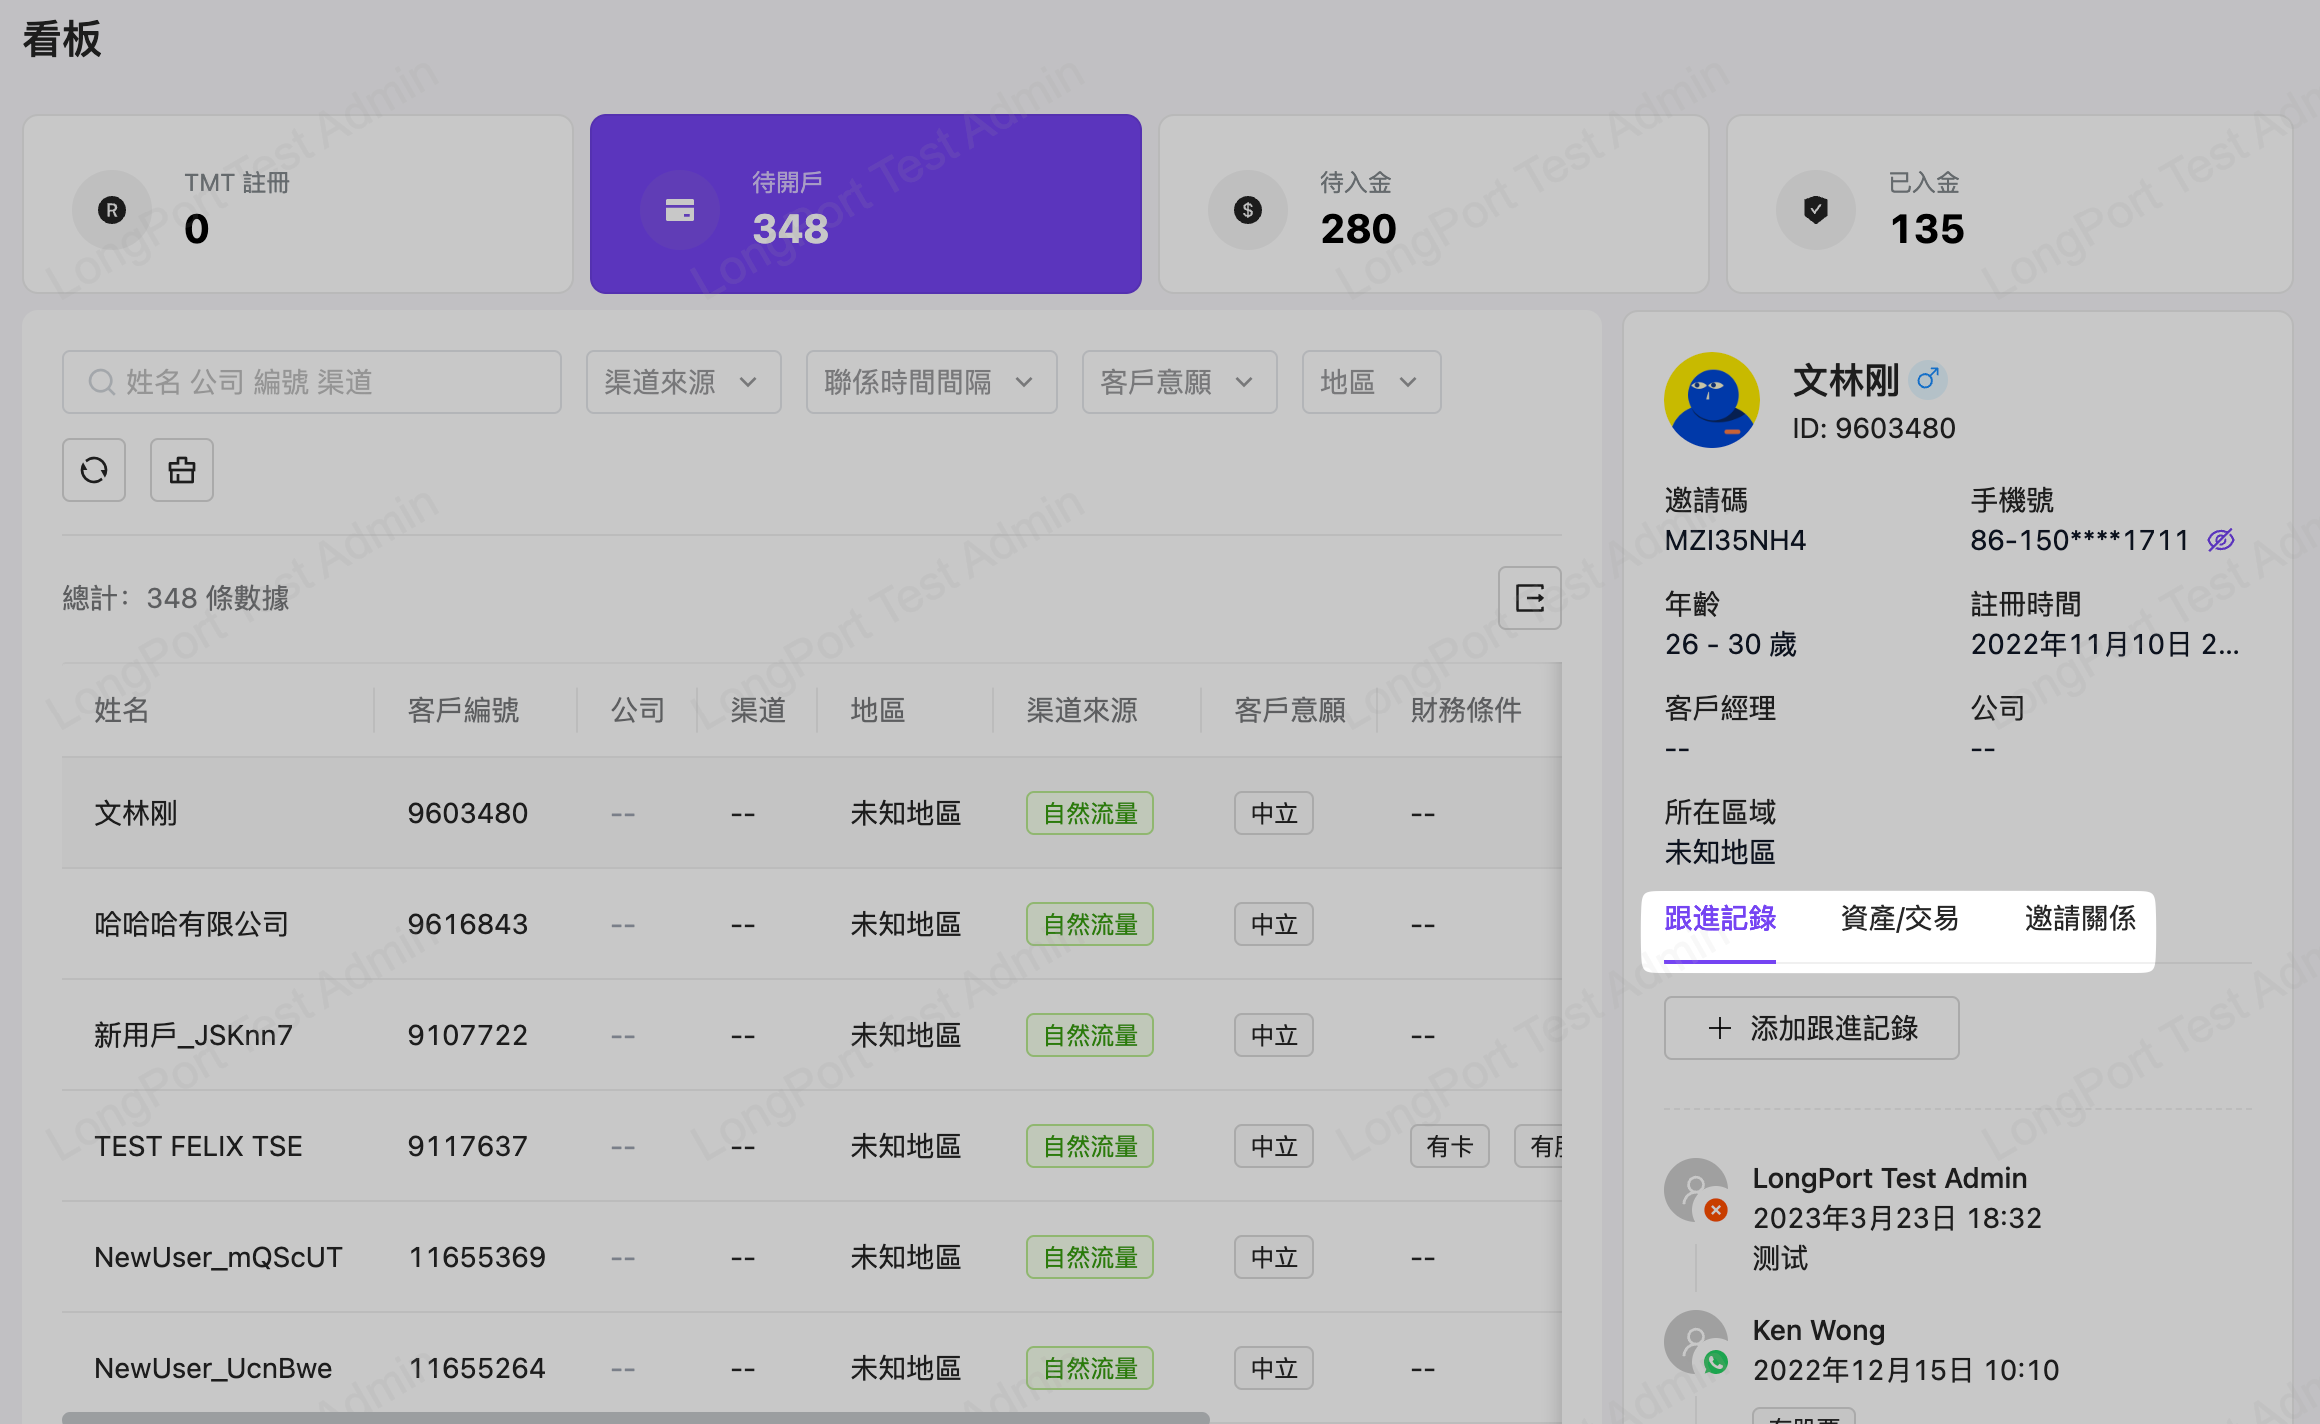 看板
TMT 註冊
0
待開戶
348
待入金
280
已入金
135
姓名 公司 編號 渠道
渠道來源
聯係時間間隔
客戶意願
地區
總計：348 條數據
姓名 客戶編號 公司 渠道 地區 渠道來源 客戶意願 財務條件
文林刚 9603480 -- -- 未知地區 自然流量 中立 --
哈哈哈有限公司 9616843 -- -- 未知地區 自然流量 中立 --
新用戶_JSKnn7 9107722 -- -- 未知地區 自然流量 中立 --
TEST FELIX TSE 9117637 -- -- 未知地區 自然流量 中立 有卡 有
NewUser_mQScUT 11655369 -- -- 未知地區 自然流量 中立 --
NewUser_UcnBwe 11655264 -- -- 未知地區 自然流量 中立 --
文林刚
ID: 9603480
邀請碼 手機號
MZI35NH4 86-150****1711
年齡 註冊時間
26 - 30 歲 2022年11月10日 2...
客戶經理 公司
-- --
所在區域
未知地區
跟進記錄 資產/交易 邀請關係
添加跟進記錄
LongPort Test Admin
2023年3月23日 18:32
测试
Ken Wong
2022年12月15日 10:10
LongPort Test Admin